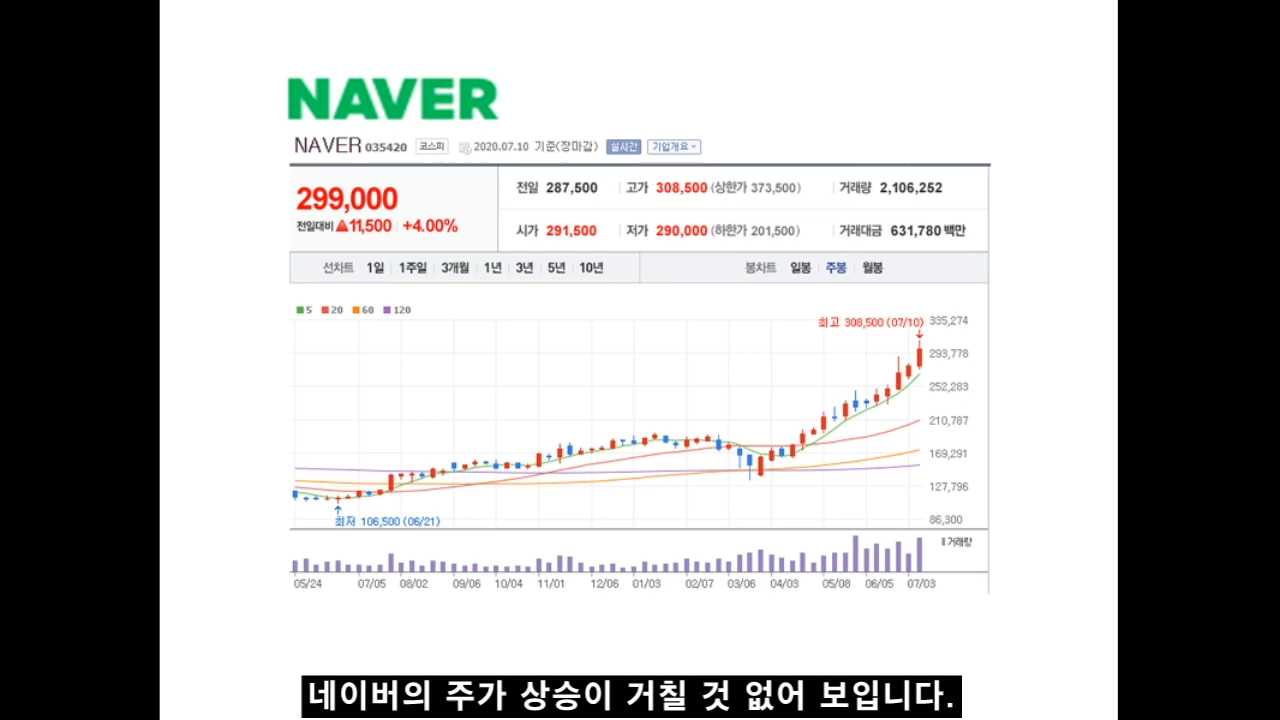 NAVER
NAVER 035420 코스피 2020.07.10 기준(장마감) 실시간 기업개요
299,000
전일대비 ▲11,500 +4.00%
전일 287,500 고가 308,500 (상한가 373,500) 거래량 2,106,252
시가 291,500 저가 290,000 (하한가 201,500) 거래대금 631,780 백만
선차트 1일 1주일 3개월 1년 3년 5년 10년 봉차트 일봉 주봉 월봉
5 20 60 120
최고 308,500 (07/10)
335,274
293,778
252,283
210,787
169,291
127,796
86,300
최저 106,500 (06/21)
거래량
05/24 07/05 08/02 09/06 10/04 11/01 12/06 01/03 02/07 03/06 04/03 05/08 06/05 07/03
네이버의 주가 상승이 거칠 것 없어 보입니다.